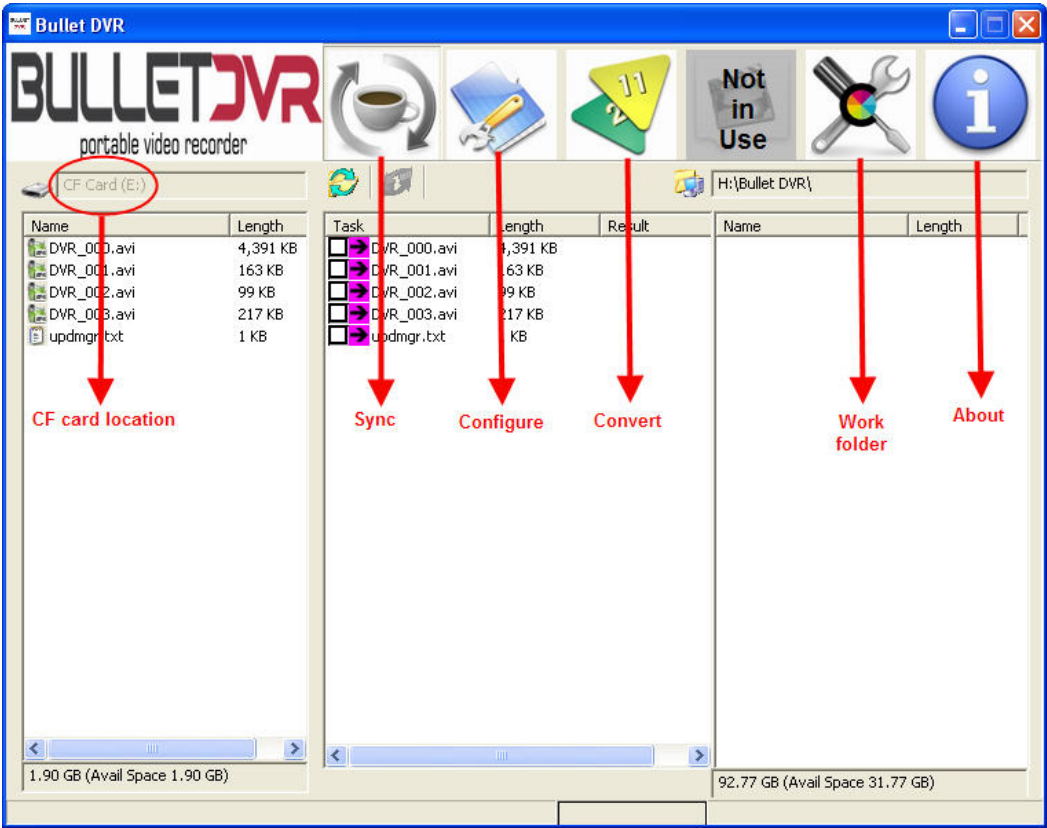 Bullet DVR
BULLETDVR
portable video recorder
11
2
Not
in
Use
CF Card (E:)
H:\Bullet DVR\
Name Length
DVR_000.avi 4,391 KB
DVR_001.avi 163 KB
DVR_002.avi 99 KB
DVR_003.avi 217 KB
updmgr.txt 1 KB
Task Length Result
DVR_000.avi 4,391 KB
DVR_001.avi 163 KB
DVR_002.avi 99 KB
DVR_003.avi 217 KB
updmgr.txt KB
Name Length
CF card location
Sync
Configure
Convert
Work
folder
About
1.90 GB (Avail Space 1.90 GB)
92.77 GB (Avail Space 31.77 GB)